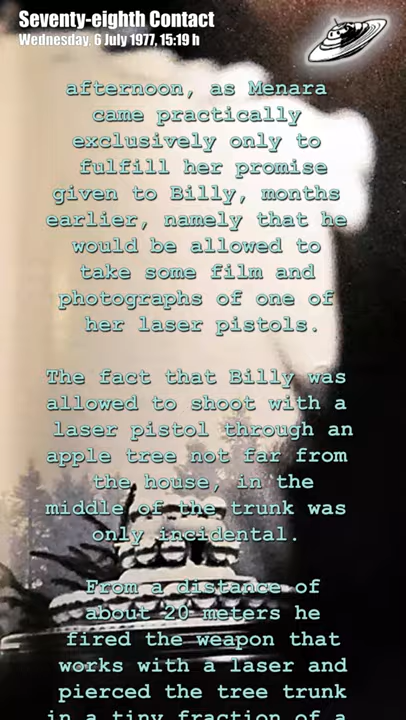 Seventy-eighth Contact
Wednesday, 6 July 1977, 15:19 h
afternoon, as Menara
came practically
exclusively only to
fulfill her promise
given to Billy, months
earlier, namely that he
would be allowed to
take some film and
photographs of one of
her laser pistols.
The fact that Billy was
allowed to shoot with a
laser pistol through an
apple tree not far from
the house, in the
middle of the trunk was
only incidental.
From a distance of
about 20 meters he
fired the weapon that
works with a laser and
pierced the tree trunk
in a tiny fraction of a